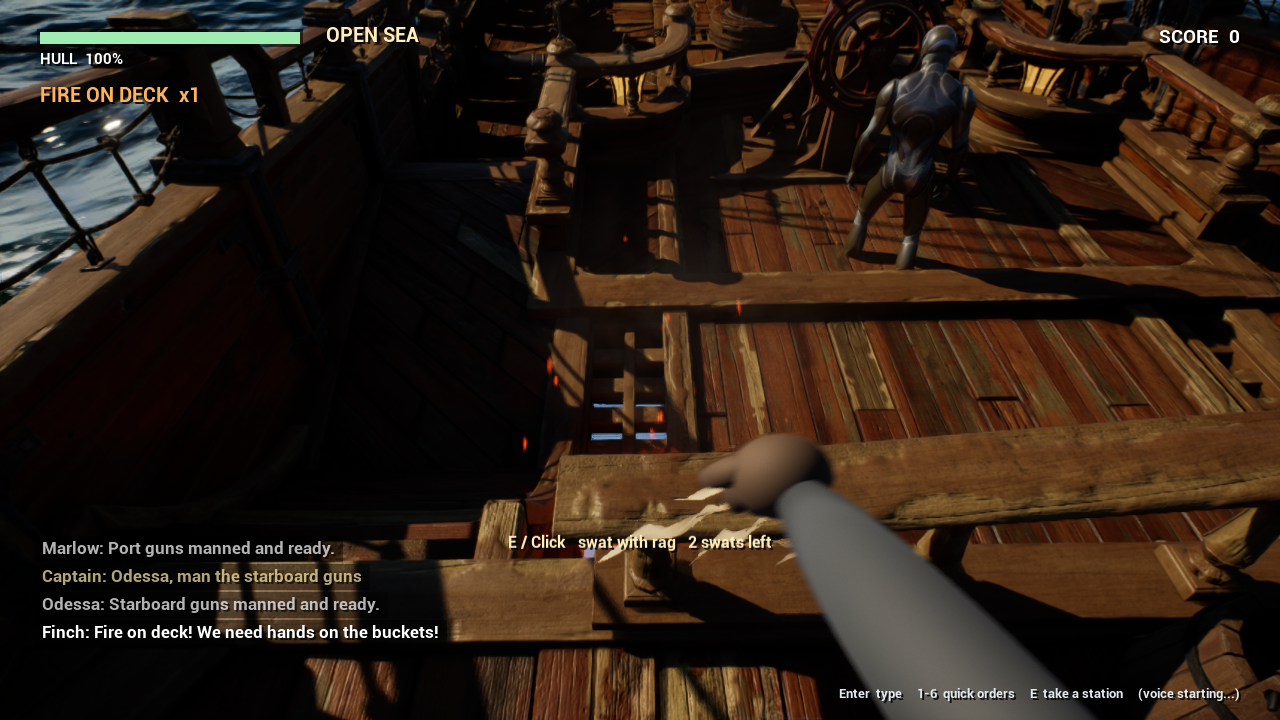 OPEN SEA
SCORE 0
HULL 100%
FIRE ON DECK x1
E / Click swat with rag 2 swats left
Marlow: Port guns manned and ready.
Captain: Odessa, man the starboard guns
Odessa: Starboard guns manned and ready.
Finch: Fire on deck! We need hands on the buckets!
Enter type 1-6 quick orders E take a station (voice starting...)